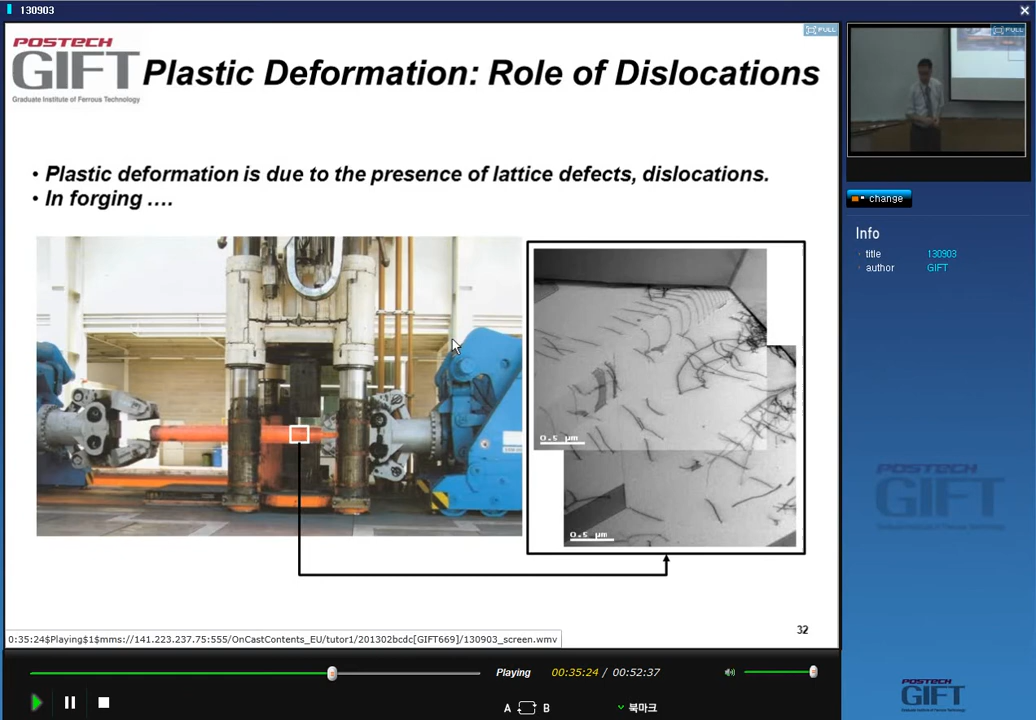 130903
FULL
POSTECH
GIFT
Graduate Institute of Ferrous Technology
Plastic Deformation: Role of Dislocations
• Plastic deformation is due to the presence of lattice defects, dislocations.
• In forging ….
0.5 µm
0.5 µm
32
0:35:24$Playing$1$mms://141.223.237.75:555/OnCastContents_EU/tutor1/201302bcdc[GIFT669]/130903_screen.wmv
Playing 00:35:24 / 00:52:37
A B 북마크
FULL
change
Info
title 130903
author GIFT
POSTECH
GIFT
POSTECH
GIFT